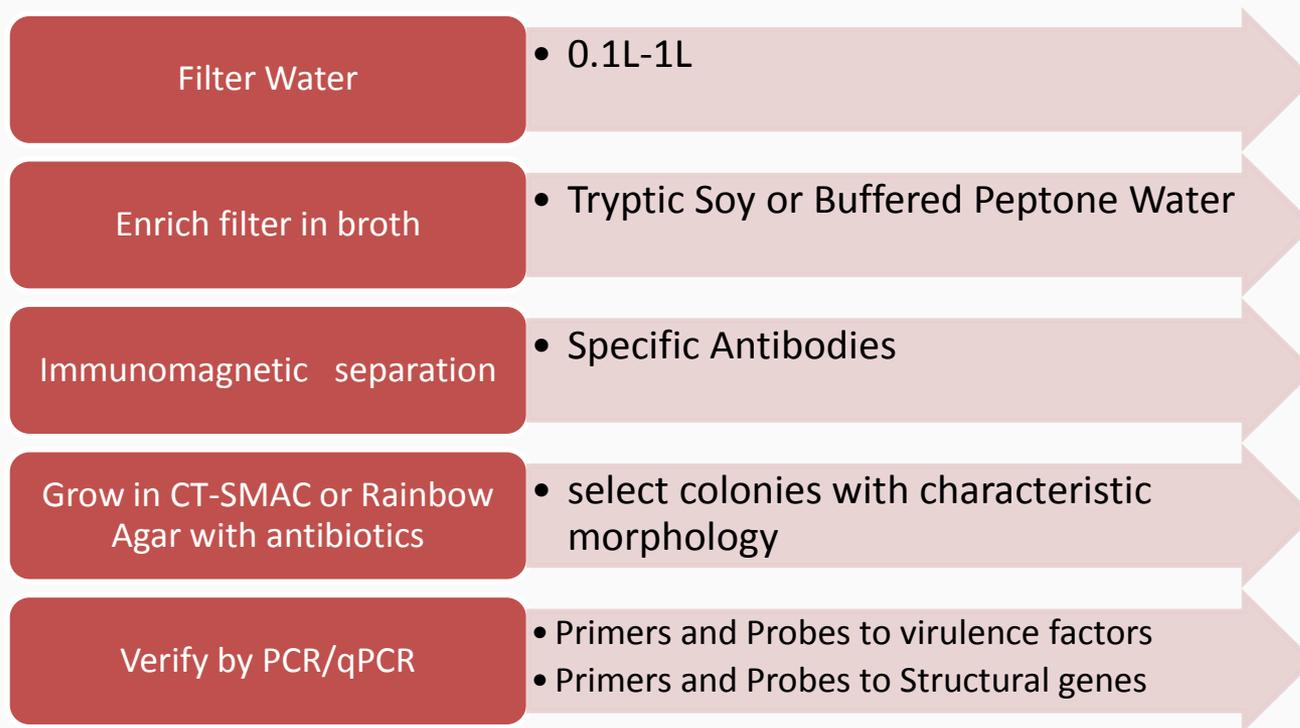 Filter Water
• 0.1L-1L
Enrich filter in broth
• Tryptic Soy or Buffered Peptone Water
Immunomagnetic separation
• Specific Antibodies
Grow in CT-SMAC or Rainbow
Agar with antibiotics
• select colonies with characteristic
morphology
Verify by PCR/qPCR
• Primers and Probes to virulence factors
• Primers and Probes to Structural genes